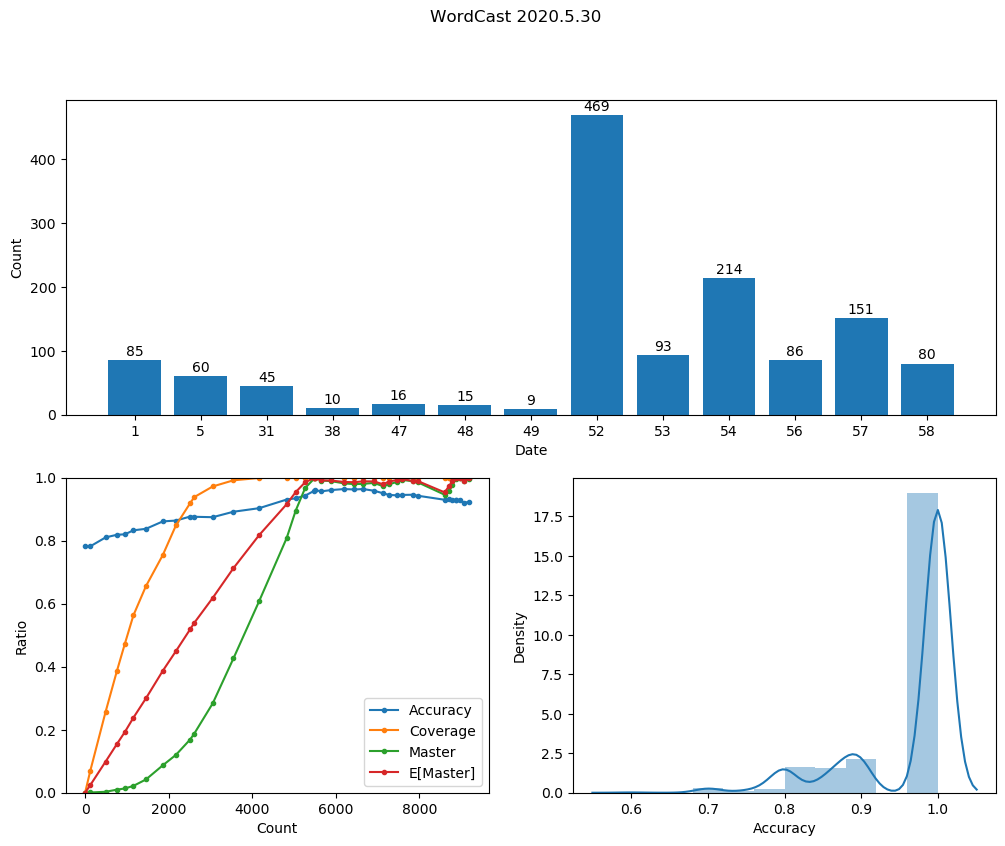 WordCast 2020.5.30
469
214
151
85
60
45
10
16
15
9
93
86
80
Count
400
300
200
100
0
1 5 31 38 47 48 49 52 53 54 56 57 58
Date
Ratio
1.0
0.8
0.6
0.4
0.2
0.0
0 2000 4000 6000 8000
Count
Accuracy
Coverage
Master
E[Master]
Density
17.5
15.0
12.5
10.0
7.5
5.0
2.5
0.0
0.6 0.7 0.8 0.9 1.0
Accuracy